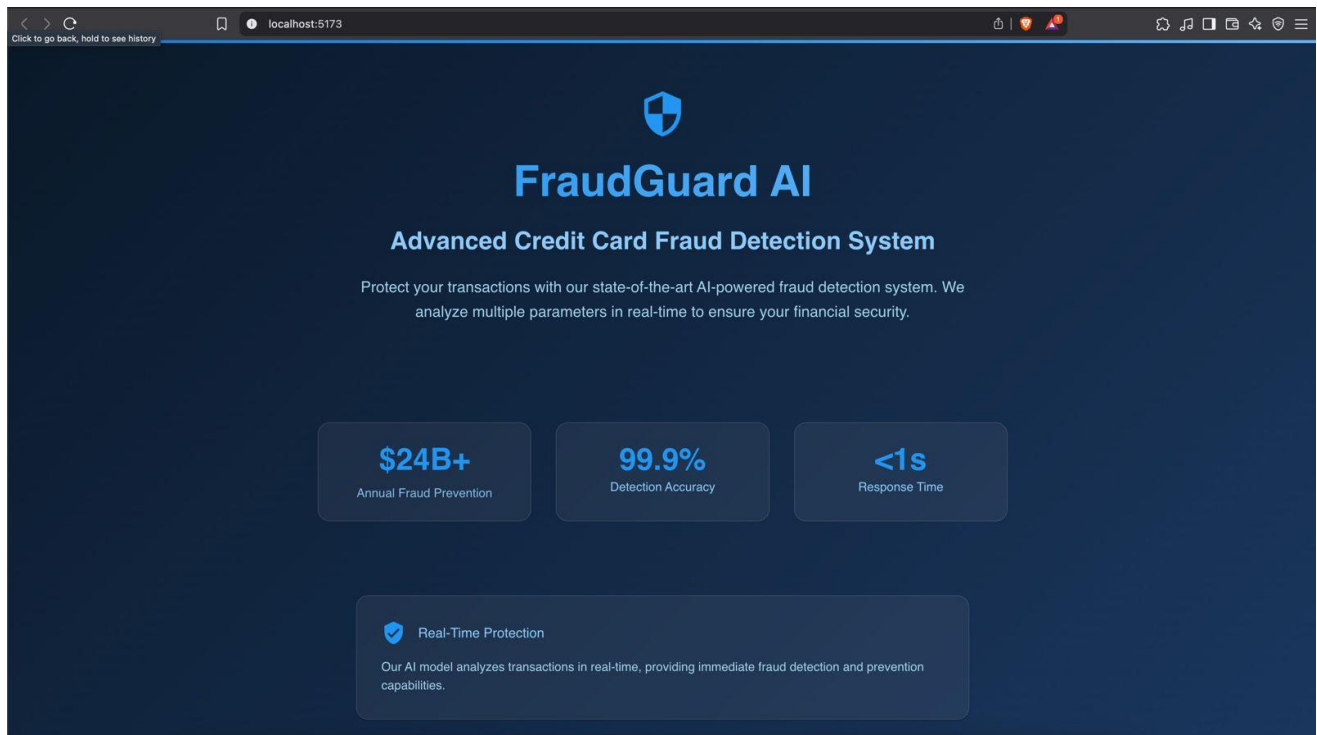 localhost:5173
1
Click to go back, hold to see history
FraudGuard AI
Advanced Credit Card Fraud Detection System
Protect your transactions with our state-of-the-art AI-powered fraud detection system. We
analyze multiple parameters in real-time to ensure your financial security.
$24B+
Annual Fraud Prevention
99.9%
Detection Accuracy
<1s
Response Time
Real-Time Protection
Our AI model analyzes transactions in real-time, providing immediate fraud detection and prevention
capabilities.